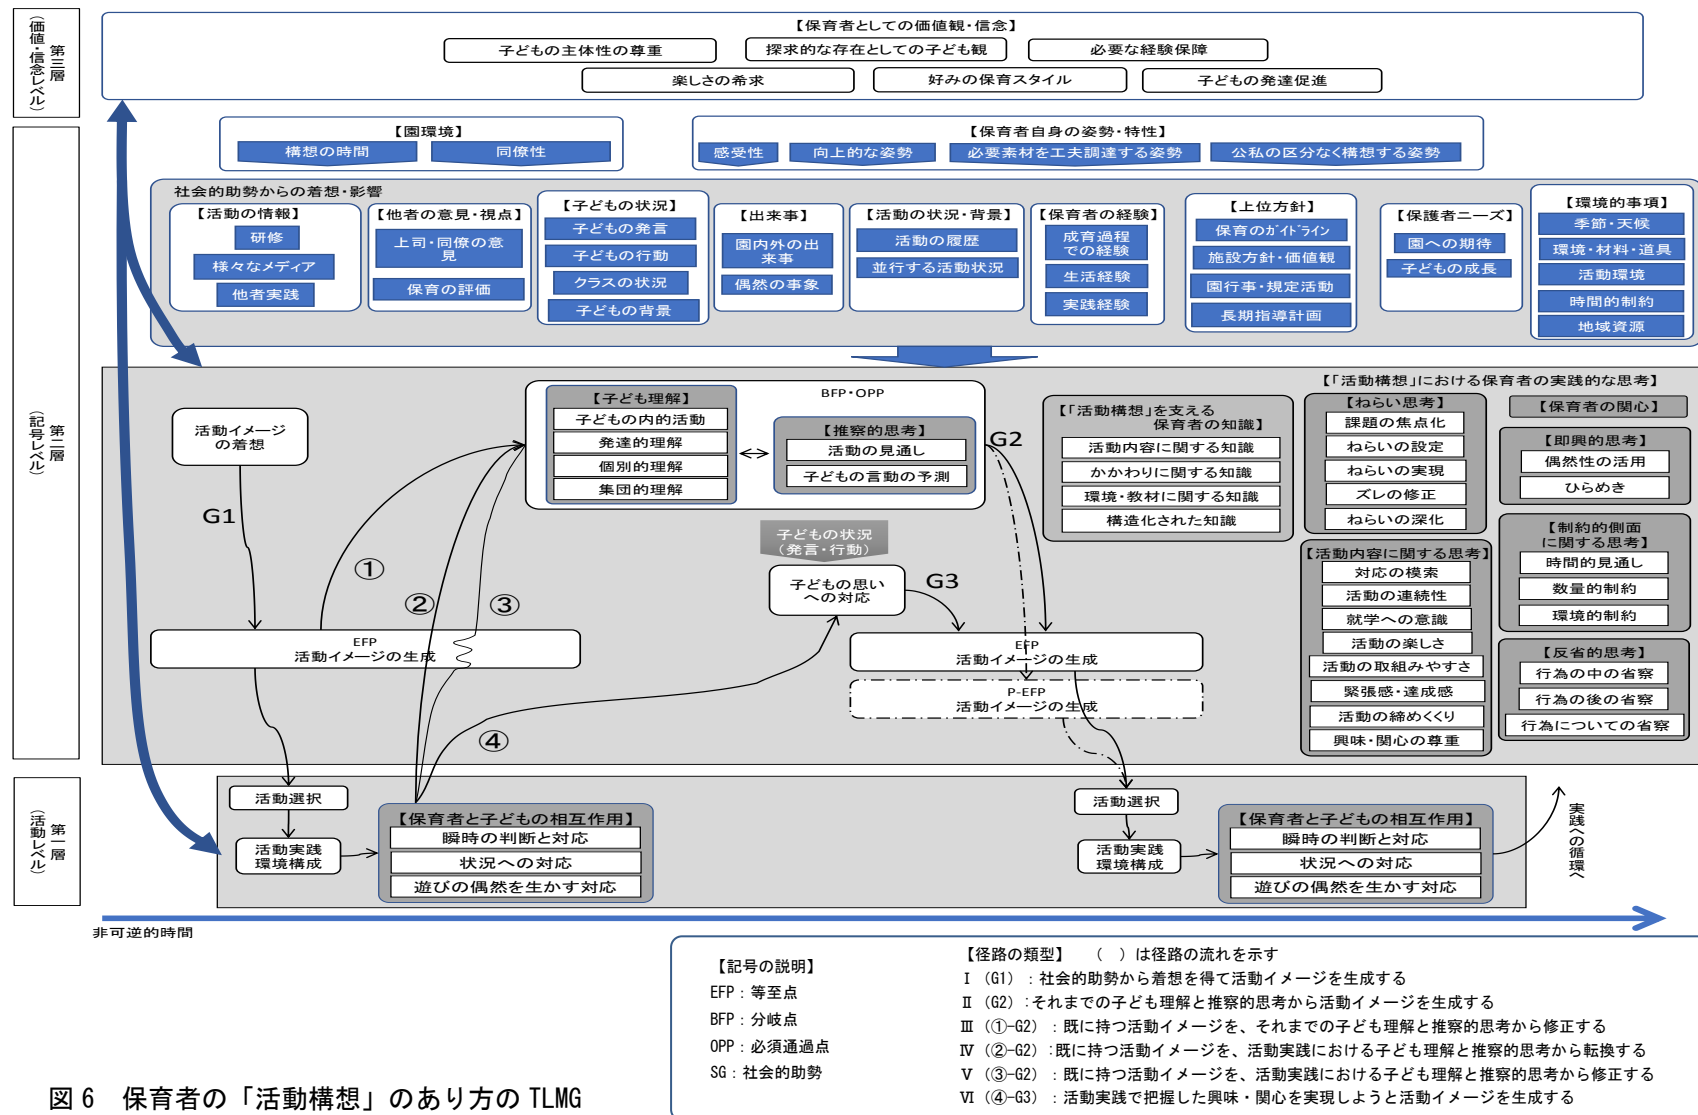 第三層
(価値・信念レベル)
【保育者としての価値観・信念】
子どもの主体性の尊重
探求的な存在としての子ども観
必要な経験保障
楽しさの希求
好みの保育スタイル
子どもの発達促進
第二層
(記号レベル)
【園環境】
構想の時間
同僚性
【保育者自身の姿勢・特性】
感受性
向上的な姿勢
必要素材を工夫調達する姿勢
公私の区分なく構想する姿勢
社会的助勢からの着想・影響
【活動の情報】
研修
様々なメディア
他者実践
【他者の意見・視点】
上司・同僚の意
見
保育の評価
【子どもの状況】
子どもの発言
子どもの行動
クラスの状況
子どもの背景
【出来事】
園内外の出
来事
偶然の事象
【活動の状況・背景】
活動の履歴
並行する活動状況
【保育者の経験】
成育過程
での経験
生活経験
実践経験
【上位方針】
保育のガイドライン
施設方針・価値観
園行事・規定活動
長期指導計画
【保護者ニーズ】
園への期待
子どもの成長
【環境的事項】
季節・天候
環境・材料・道具
活動環境
時間的制約
地域資源
活動イメージ
の着想
G1
①
②
③
④
EFP
活動イメージの生成
BFP・OPP
【子ども理解】
子どもの内的活動
発達的理解
個別的理解
集団的理解
【推察的思考】
活動の見通し
子どもの言動の予測
G2
子どもの状況
(発言・行動)
子どもの思い
への対応
G3
EFP
活動イメージの生成
P-EFP
活動イメージの生成
【「活動構想」を支える
保育者の知識】
活動内容に関する知識
かかわりに関する知識
環境・教材に関する知識
構造化された知識
【「活動構想」における保育者の実践的な思考】
【ねらい思考】
課題の焦点化
ねらいの設定
ねらいの実現
ズレの修正
ねらいの深化
【活動内容に関する思考】
対応の模索
活動の連続性
就学への意識
活動の楽しさ
活動の取組みやすさ
緊張感・達成感
活動の締めくくり
興味・関心の尊重
【保育者の関心】
【即興的思考】
偶然性の活用
ひらめき
【制約的側面
に関する思考】
時間的見通し
数量的制約
環境的制約
【反省的思考】
行為の中の省察
行為の後の省察
行為についての省察
第一層
(活動レベル)
活動選択
活動実践
環境構成
【保育者と子どもの相互作用】
瞬時の判断と対応
状況への対応
遊びの偶然を生かす対応
活動選択
活動実践
環境構成
【保育者と子どもの相互作用】
瞬時の判断と対応
状況への対応
遊びの偶然を生かす対応
実践への循環へ
非可逆的時間
【記号の説明】
EFP:等至点
BFP:分岐点
OPP:必須通過点
SG:社会的助勢
【径路の類型】 ( )は径路の流れを示す
Ⅰ (G1) :社会的助勢から着想を得て活動イメージを生成する
Ⅱ (G2) :それまでの子ども理解と推察的思考から活動イメージを生成する
Ⅲ (①-G2) :既に持つ活動イメージを、それまでの子ども理解と推察的思考から修正する
Ⅳ (②-G2) :既に持つ活動イメージを、活動実践における子ども理解と推察的思考から転換する
Ⅴ (③-G2) :既に持つ活動イメージを、活動実践における子ども理解と推察的思考から修正する
Ⅵ (④-G3) :活動実践で把握した興味・関心を実現しようと活動イメージを生成する
図6 保育者の「活動構想」のあり方のTLMG